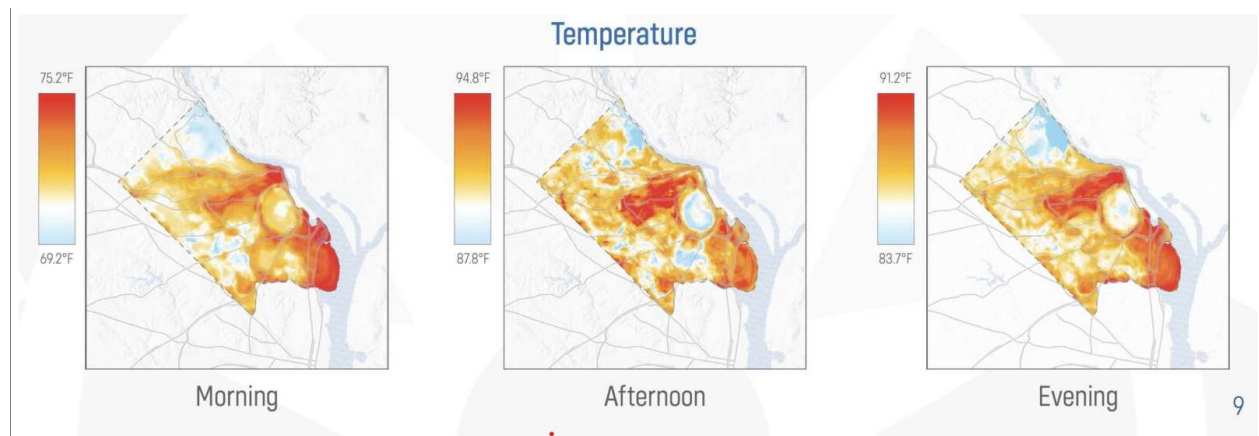 Temperature
75.2°F
69.2°F
Morning
94.8°F
87.8°F
Afternoon
91.2°F
83.7°F
Evening
9